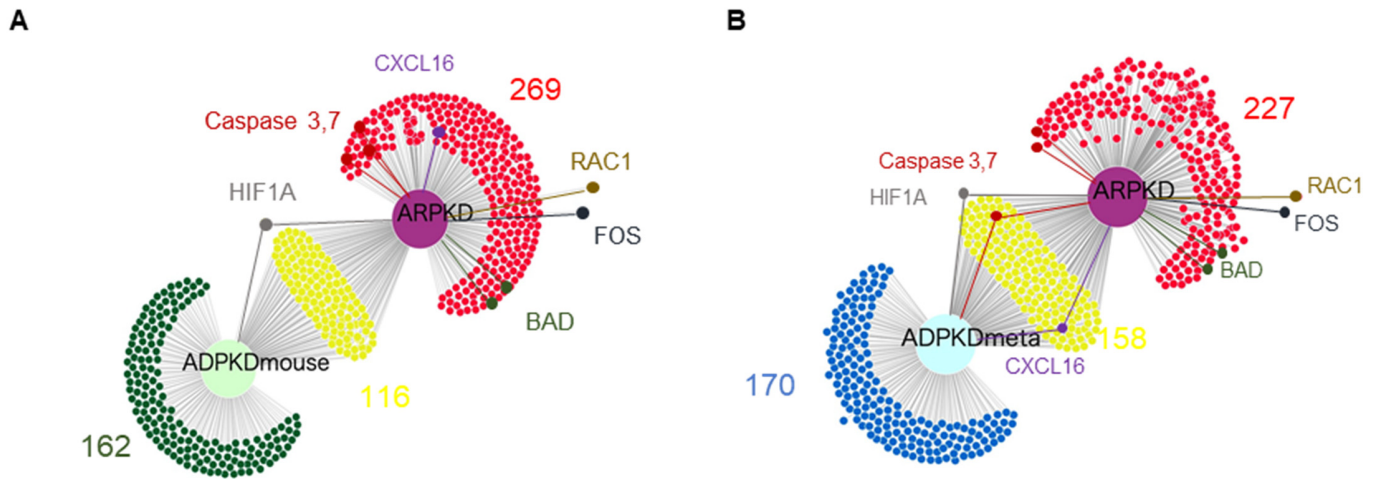 A
CXCL16
269
Caspase 3,7
RAC1
HIF1A
ARPKD
FOS
BAD
ADPKDmouse
116
162
B
227
Caspase 3,7
ARPKD
RAC1
HIF1A
FOS
BAD
ADPKDmeta
158
CXCL16
170